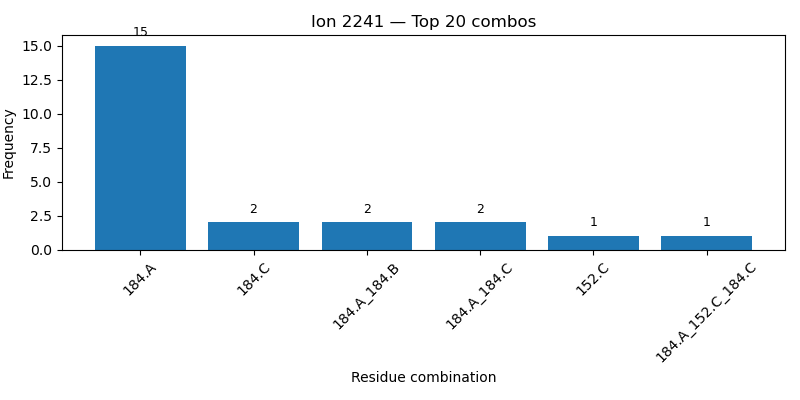 Ion 2241 — Top 20 combos
Frequency
15.0
12.5
10.0
7.5
5.0
2.5
0.0
15
2
2
2
1
1
184.A
184.C
184.A_184.B
184.A_184.C
152.C
184.A_152.C_184.C
Residue combination